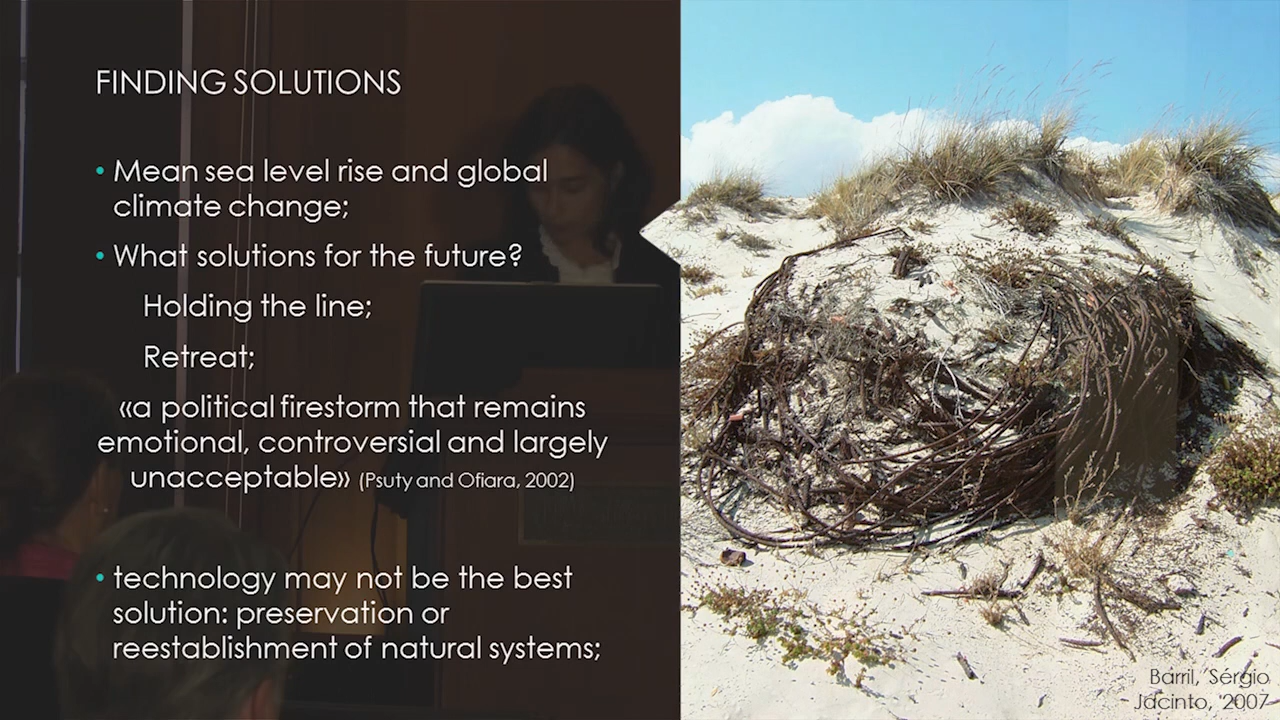 FINDING SOLUTIONS
• Mean sea level rise and global
climate change;
• What solutions for the future?
Holding the line;
Retreat;
«a political firestorm that remains
emotional, controversial and largely
unacceptable» (Psuty and Ofiara, 2002)
• technology may not be the best
solution: preservation or
reestablishment of natural systems;
Barril, Sérgio
Jacinto, 2007